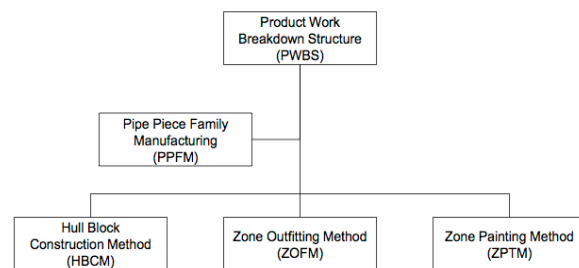 Product Work
Breakdown Structure
(PWBS)
Pipe Piece Family
Manufacturing
(PPFM)
Hull Block
Construction Method
(HBCM)
Zone Outfitting Method
(ZOFM)
Zone Painting Method
(ZPTM)